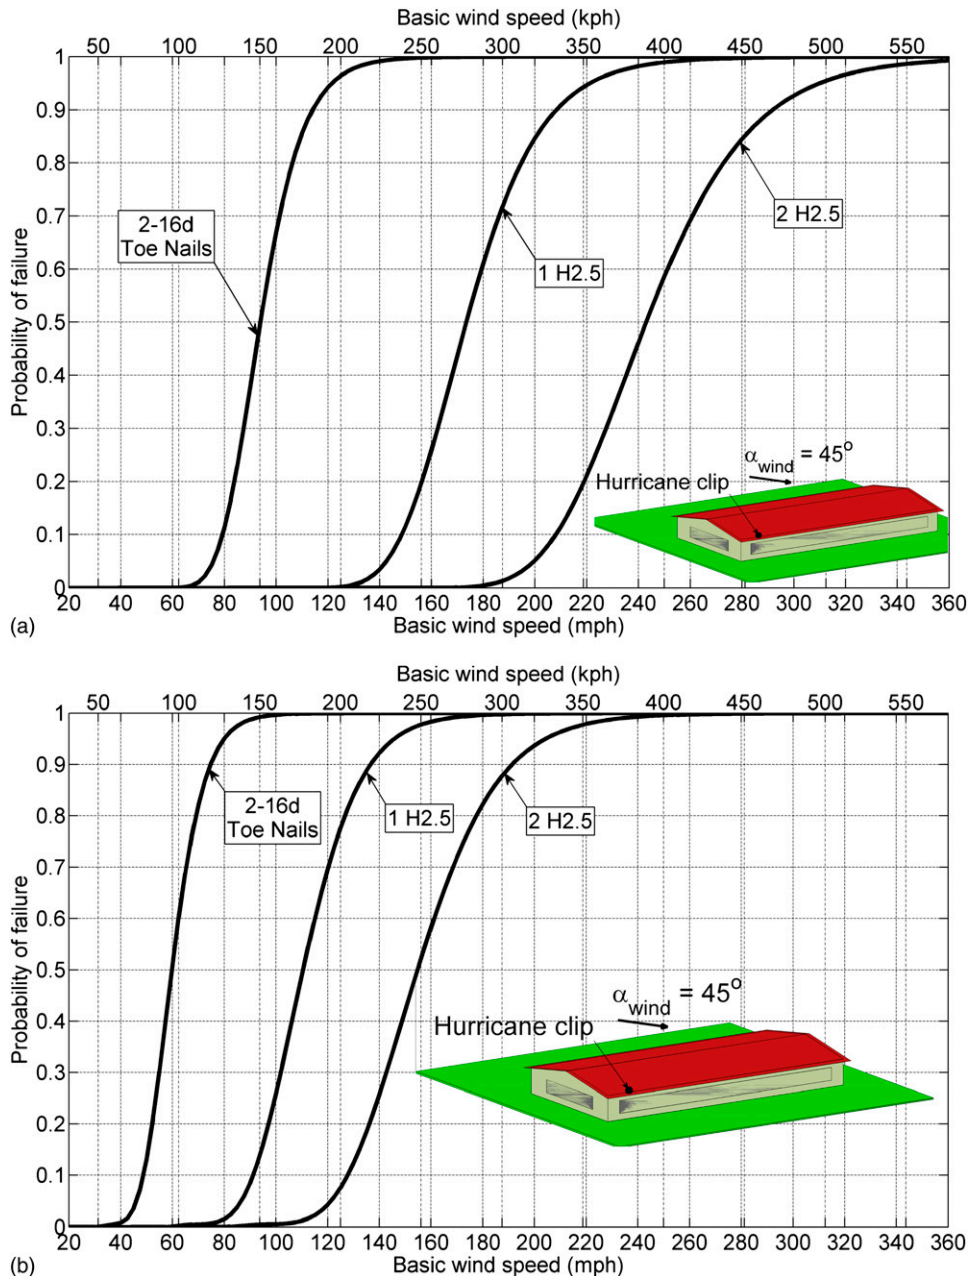 Basic wind speed (kph)
50 100 150 200 250 300 350 400 450 500 550
1
0.9
0.8
0.7
0.6
0.5
0.4
0.3
0.2
0.1
0
Probability of failure
2-16d
Toe Nails
1 H2.5
2 H2.5
αwind = 45o
Hurricane clip
20 40 60 80 100 120 140 160 180 200 220 240 260 280 300 320 340 360
(a)
Basic wind speed (mph)
Basic wind speed (kph)
50 100 150 200 250 300 350 400 450 500 550
1
0.9
0.8
0.7
0.6
0.5
0.4
0.3
0.2
0.1
0
Probability of failure
2-16d
Toe Nails
1 H2.5
2 H2.5
αwind = 45o
Hurricane clip
20 40 60 80 100 120 140 160 180 200 220 240 260 280 300 320 340 360
(b)
Basic wind speed (mph)